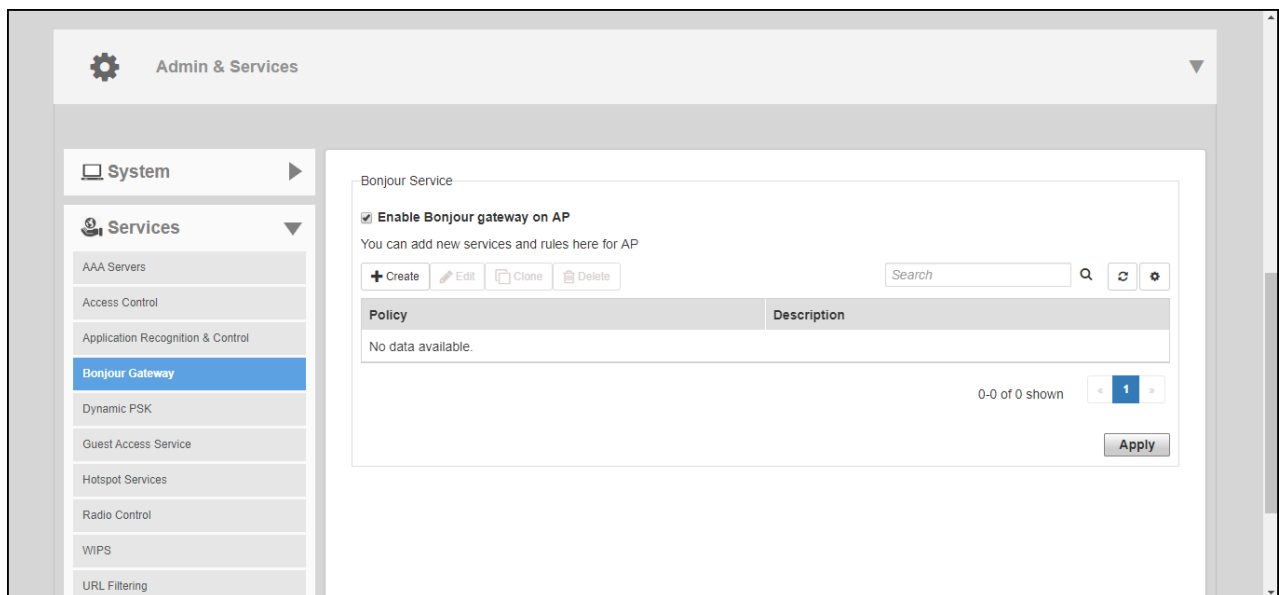 Admin & Services
System
Services
AAA Servers
Access Control
Application Recognition & Control
Bonjour Gateway
Dynamic PSK
Guest Access Service
Hotspot Services
Radio Control
WIPS
URL Filtering
Bonjour Service
Enable Bonjour gateway on AP
You can add new services and rules here for AP
Create Edit Clone Delete Search
Policy Description
No data available.
0-0 of 0 shown « 1 »
Apply